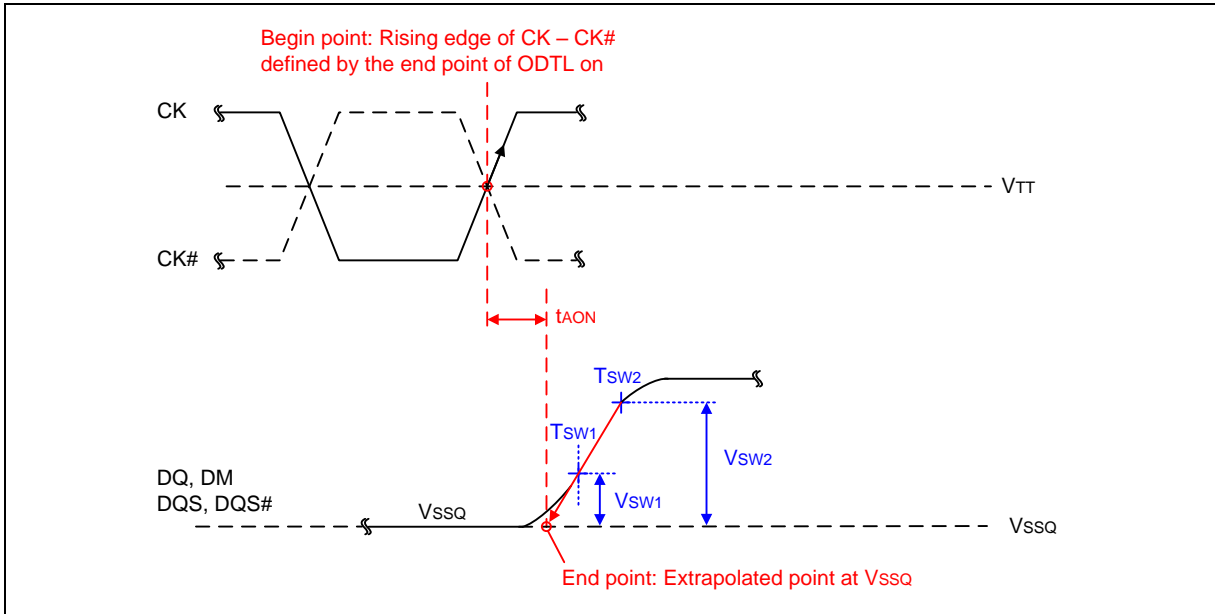 Begin point: Rising edge of CK – CK#
defined by the end point of ODTL on
CK
VTT
CK#
tAON
TSW2
TSW1
VSW2
DQ, DM
DQS, DQS#
VSSQ
VSW1
VSSQ
End point: Extrapolated point at VSSQ